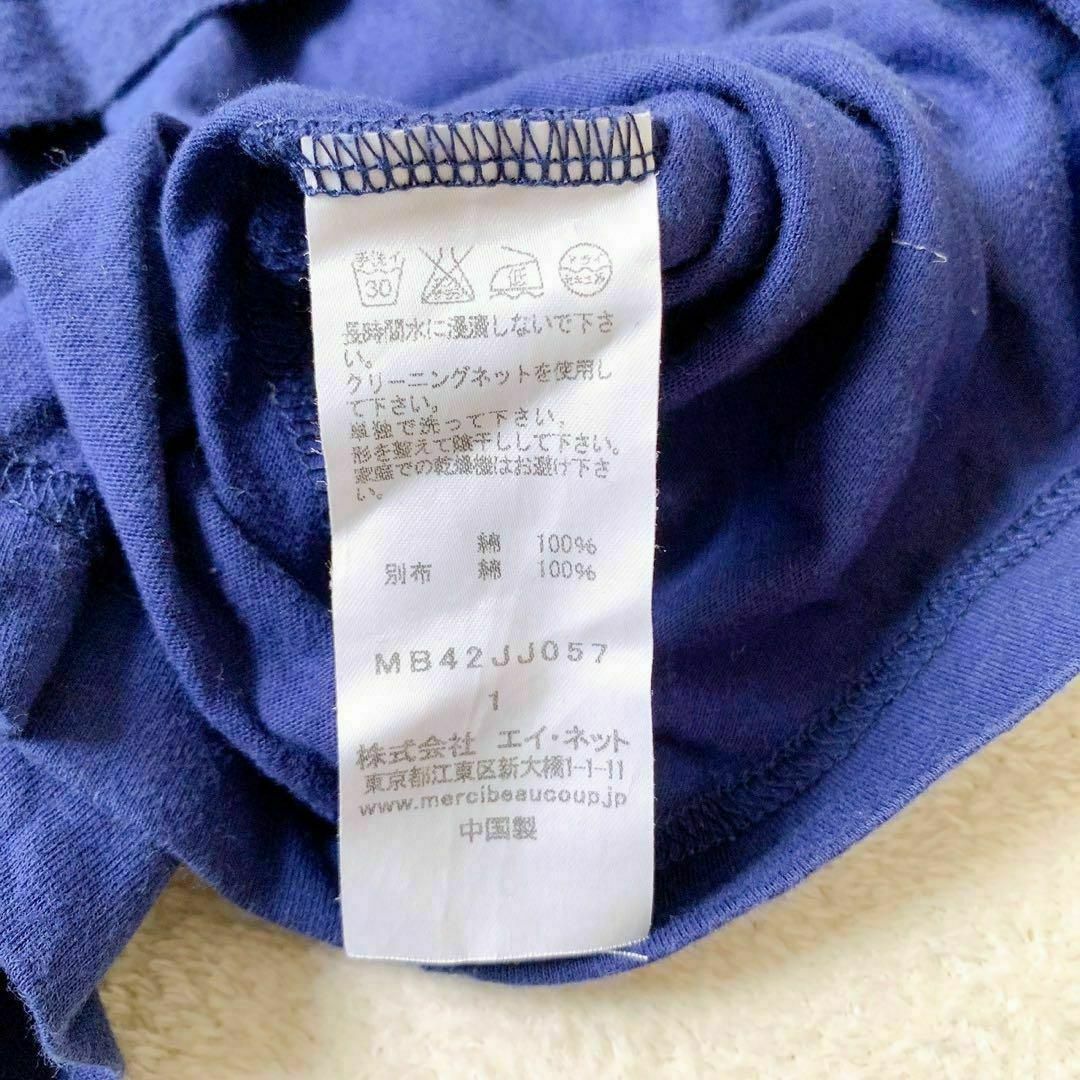 手洗イ 30 低 ドライ
長時間水に浸漬しないで下さ
い。
クリーニングネットを使用し
て下さい。
単独で洗って下さい。
形を整えて陰干しして下さい。
家庭での乾燥機はお避け下さ
い。
綿 100%
別布 綿 100%
MB42JJ057
1
株式会社 エイ・ネット
東京都江東区新大橋1-1-11
www.mercibeaucoup.jp
中国製